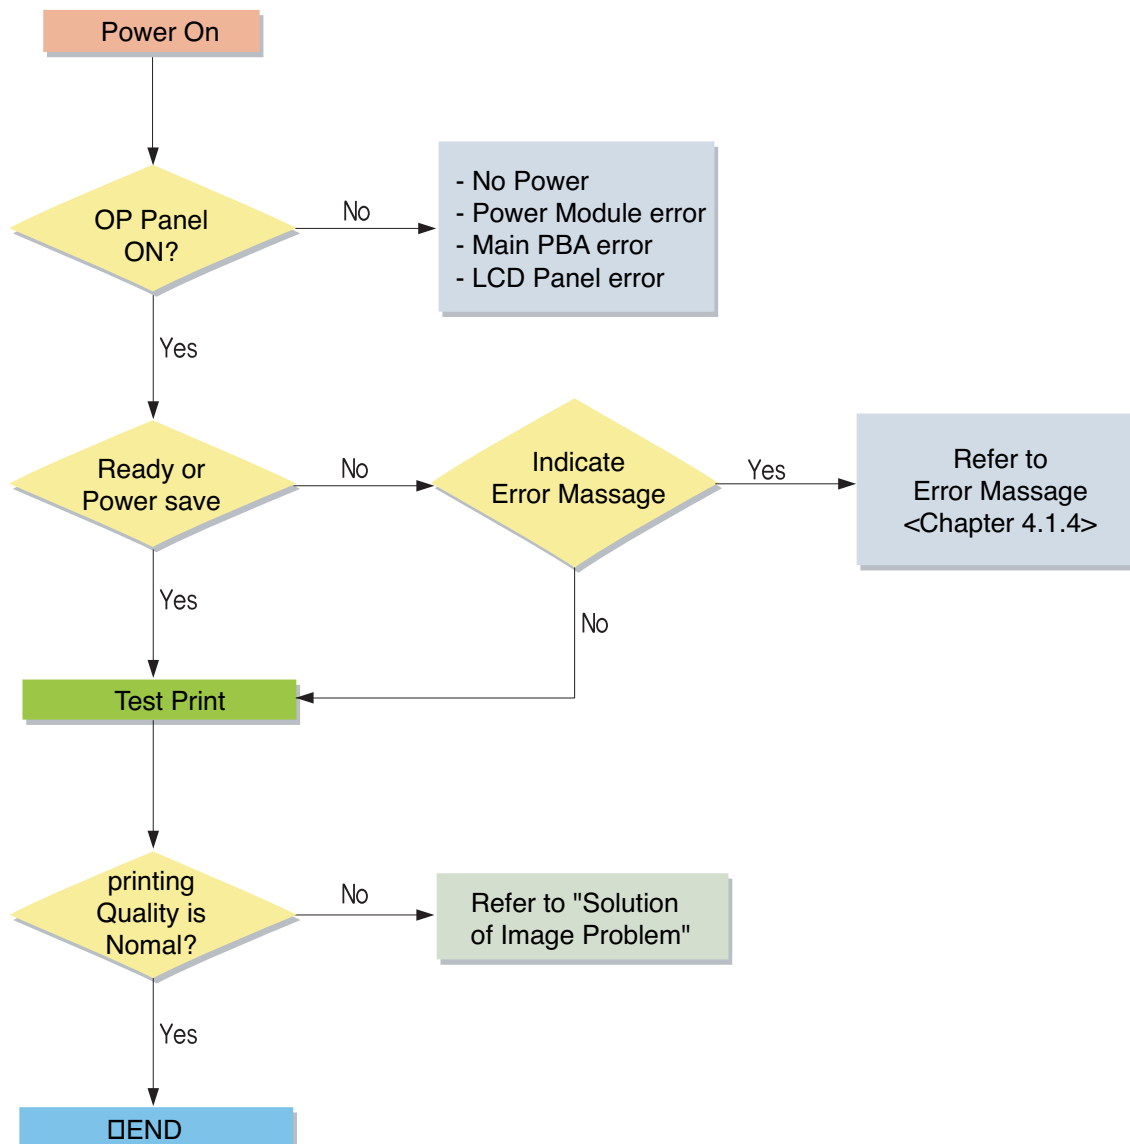 Power On
OP Panel
ON?
No
- No Power
- Power Module error
- Main PBA error
- LCD Panel error
Yes
Ready or
Power save
No
Indicate
Error Massage
Yes
Refer to
Error Massage
<Chapter 4.1.4>
Yes
No
Test Print
printing
Quality is
Nomal?
No
Refer to "Solution
of Image Problem"
Yes
□END